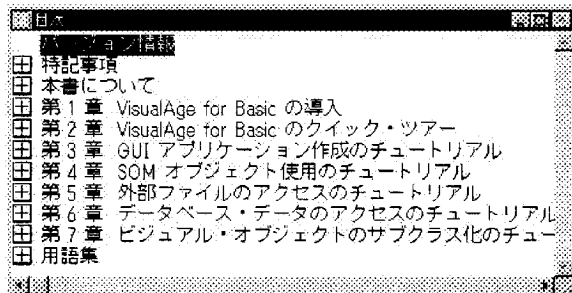 目次
バージョン情報
特記事項
本書について
第 1 章 VisualAge for Basic の導入
第 2 章 VisualAge for Basic のクイック・ツアー
第 3 章 GUI アプリケーション作成のチュートリアル
第 4 章 SOM オブジェクト使用のチュートリアル
第 5 章 外部ファイルのアクセスのチュートリアル
第 6 章 データベース・データのアクセスのチュートリアル
第 7 章 ビジュアル・オブジェクトのサブクラス化のチュー
用語集